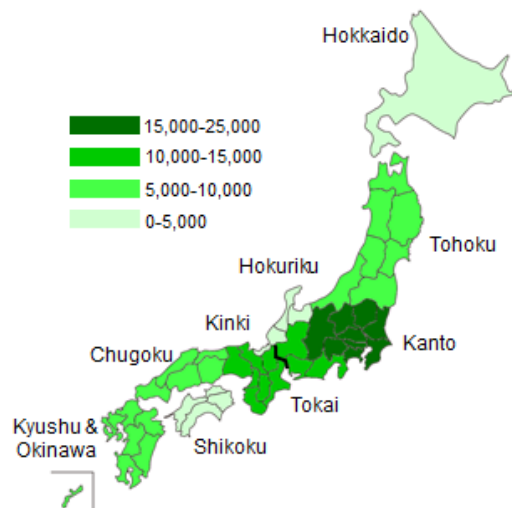 Hokkaido
15,000-25,000
10,000-15,000
5,000-10,000
0-5,000
Tohoku
Hokuriku
Kinki
Kanto
Chugoku
Tokai
Kyushu &
Okinawa
Shikoku